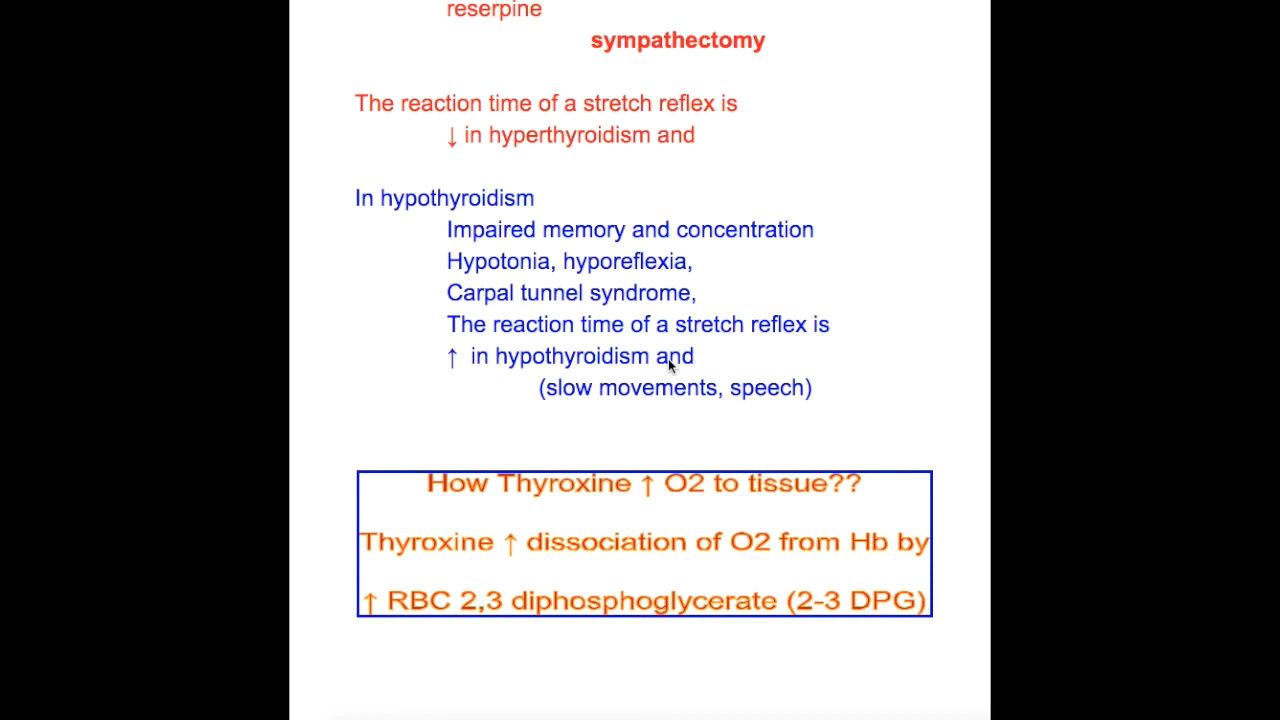 reserpine
sympathectomy
The reaction time of a stretch reflex is
↓ in hyperthyroidism and
In hypothyroidism
Impaired memory and concentration
Hypotonia, hyporeflexia,
Carpal tunnel syndrome,
The reaction time of a stretch reflex is
↑ in hypothyroidism and
(slow movements, speech)
How Thyroxine ↑ O2 to tissue??
Thyroxine ↑ dissociation of O2 from Hb by
↑ RBC 2,3 diphosphoglycerate (2-3 DPG)